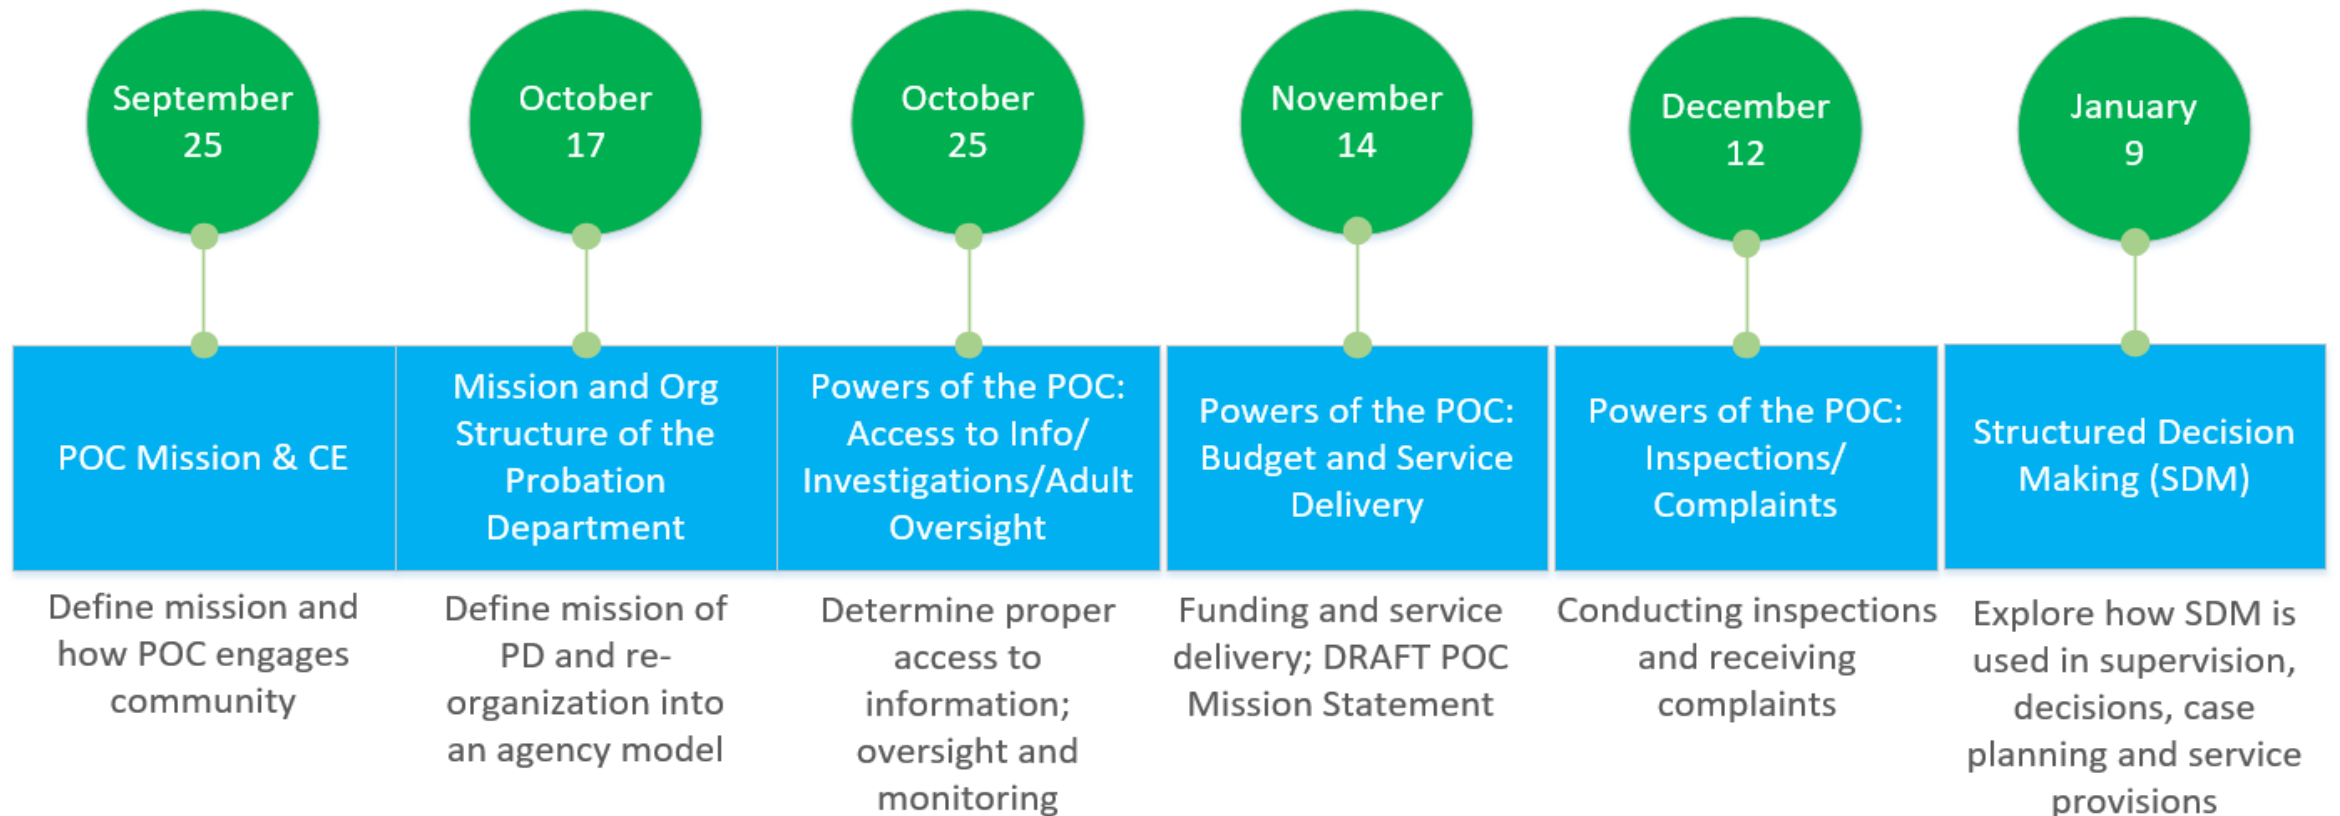 September
25
October
17
October
25
November
14
December
12
January
9
POC Mission & CE
Mission and Org
Structure of the
Probation
Department
Powers of the POC:
Access to Info/
Investigations/Adult
Oversight
Powers of the POC:
Budget and Service
Delivery
Powers of the POC:
Inspections/
Complaints
Structured Decision
Making (SDM)
Define mission and
how POC engages
community
Define mission of
PD and re-
organization into
an agency model
Determine proper
access to
information;
oversight and
monitoring
Funding and service
delivery; DRAFT POC
Mission Statement
Conducting inspections
and receiving
complaints
Explore how SDM is
used in supervision,
decisions, case
planning and service
provisions